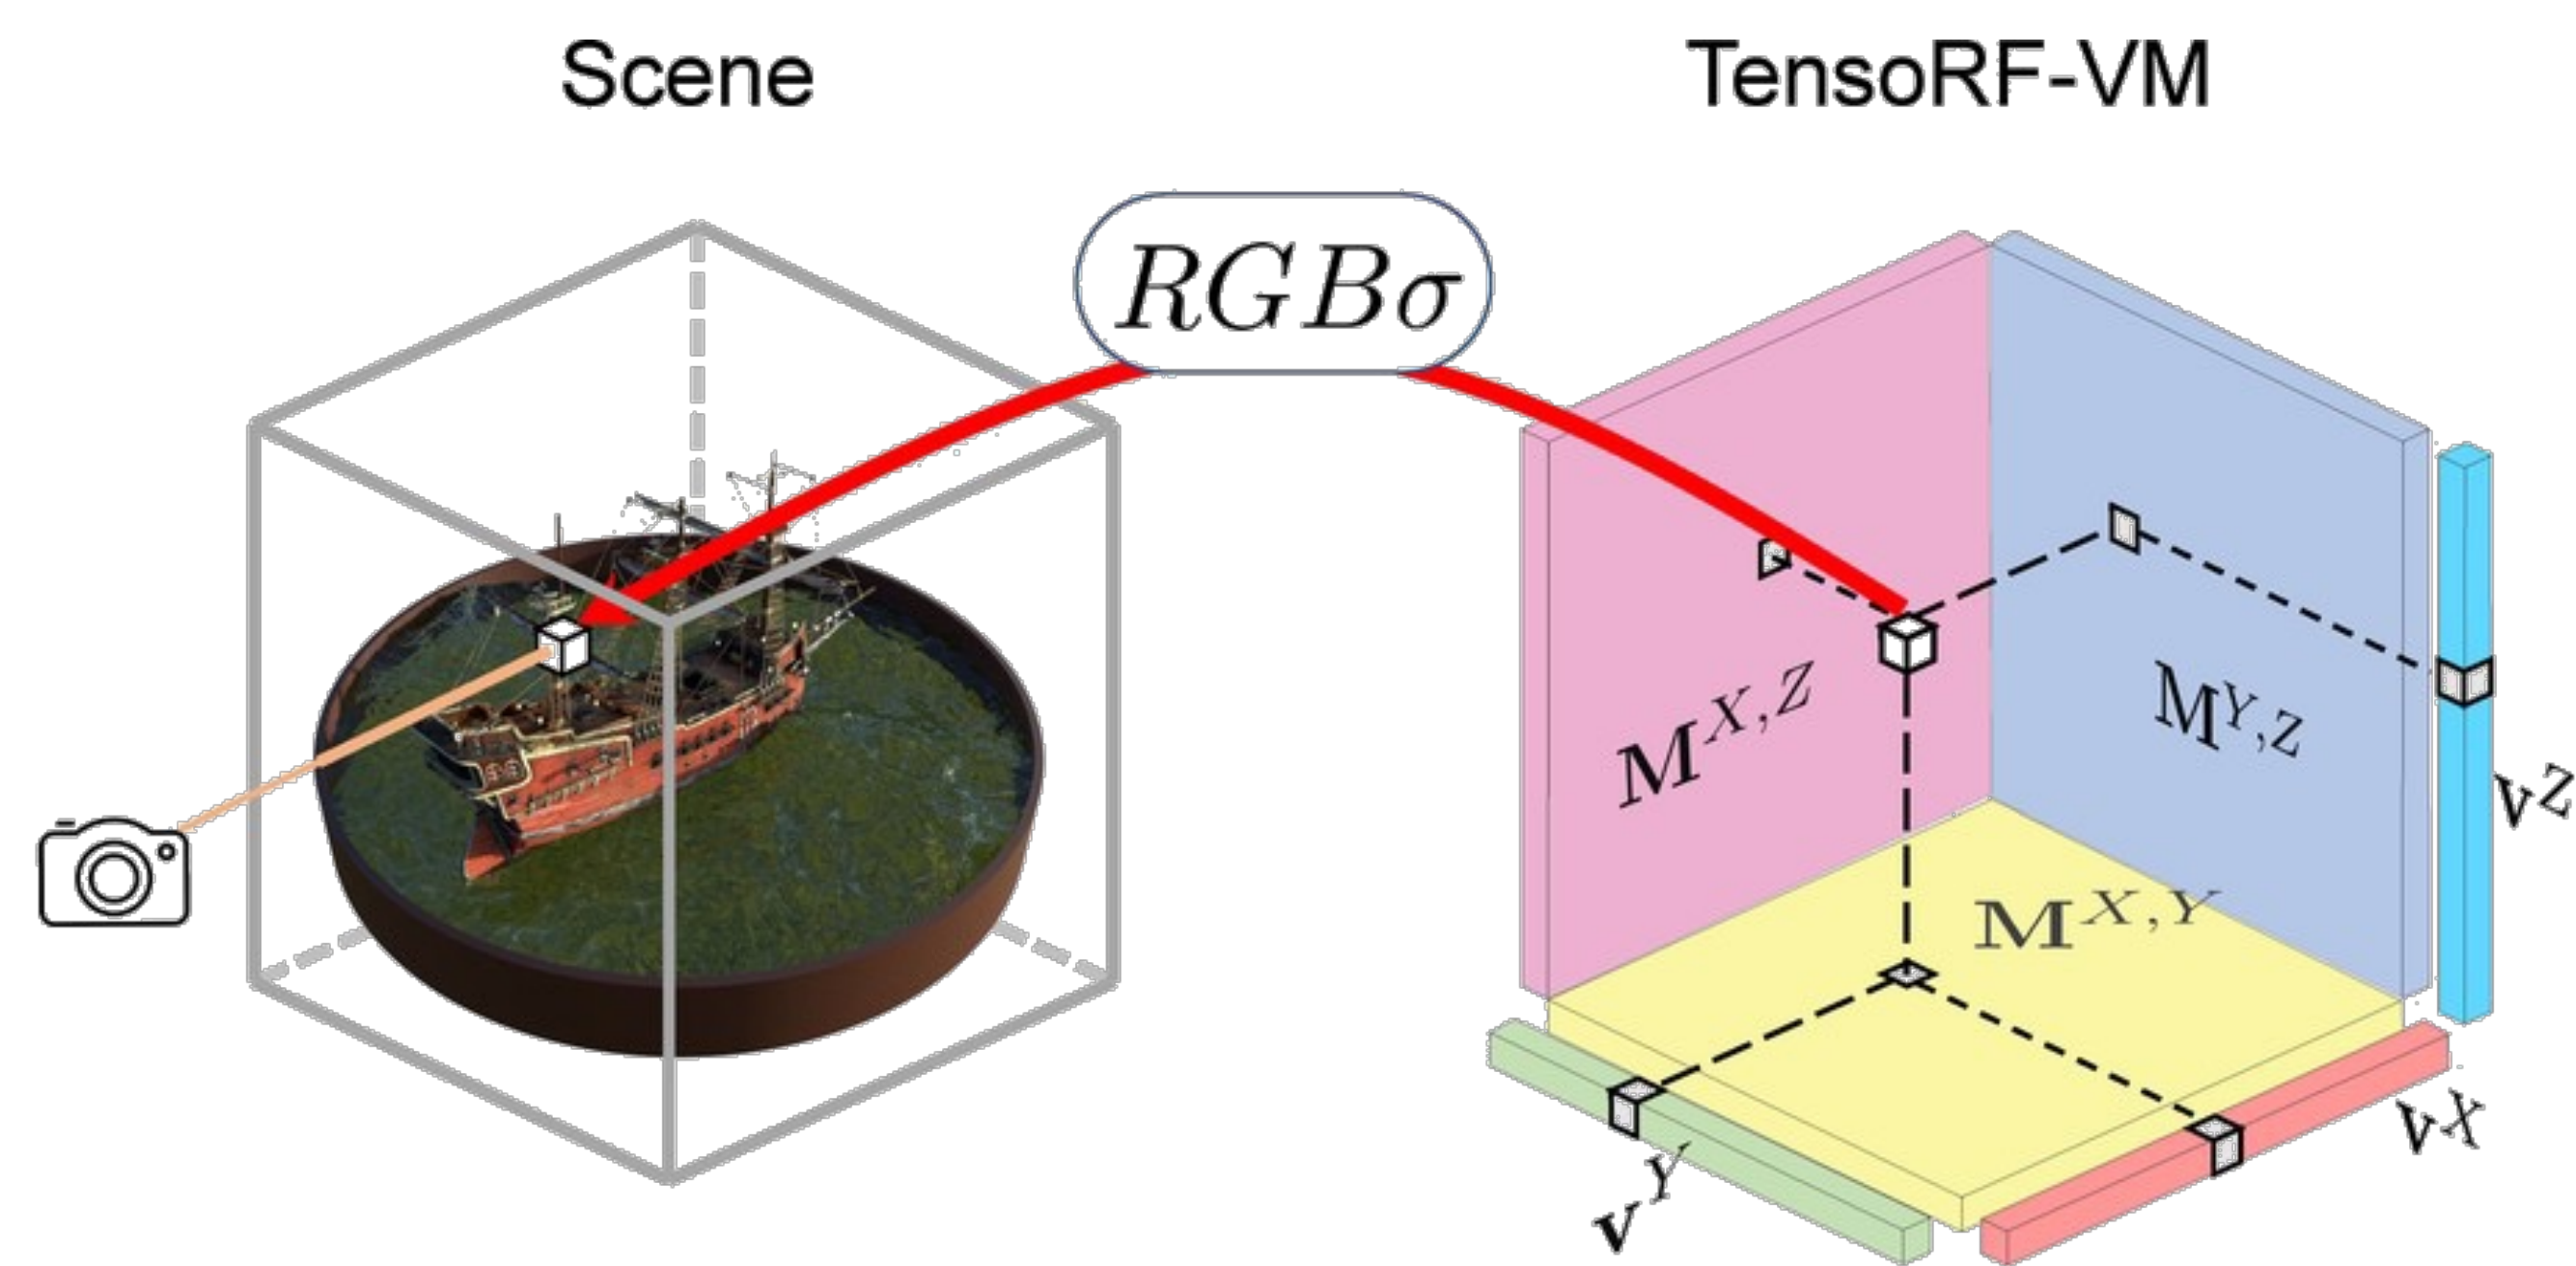 Scene
TensoRF-VM
RGBσ
M^{X,Z}
M^{Y,Z}
M^{X,Y}
v^Z
v^X
v^Y